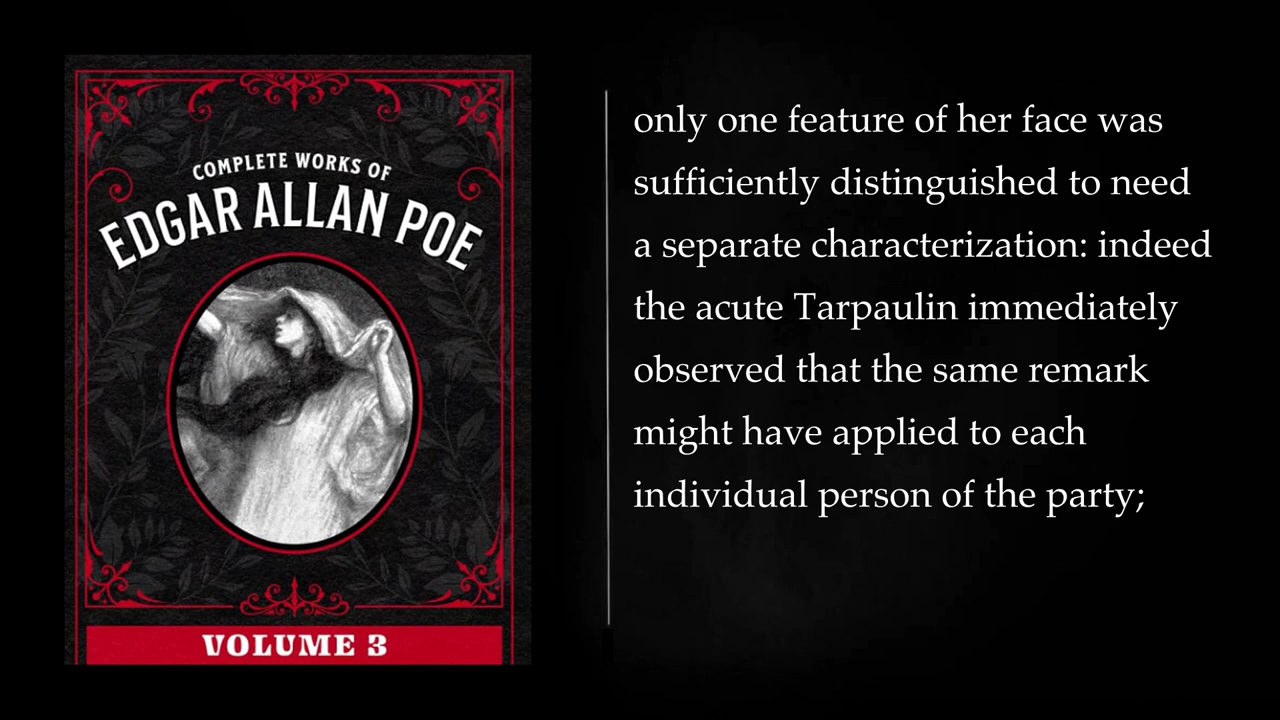 COMPLETE WORKS OF
EDGAR ALLAN POE
VOLUME 3
only one feature of her face was
sufficiently distinguished to need
a separate characterization: indeed
the acute Tarpaulin immediately
observed that the same remark
might have applied to each
individual person of the party;